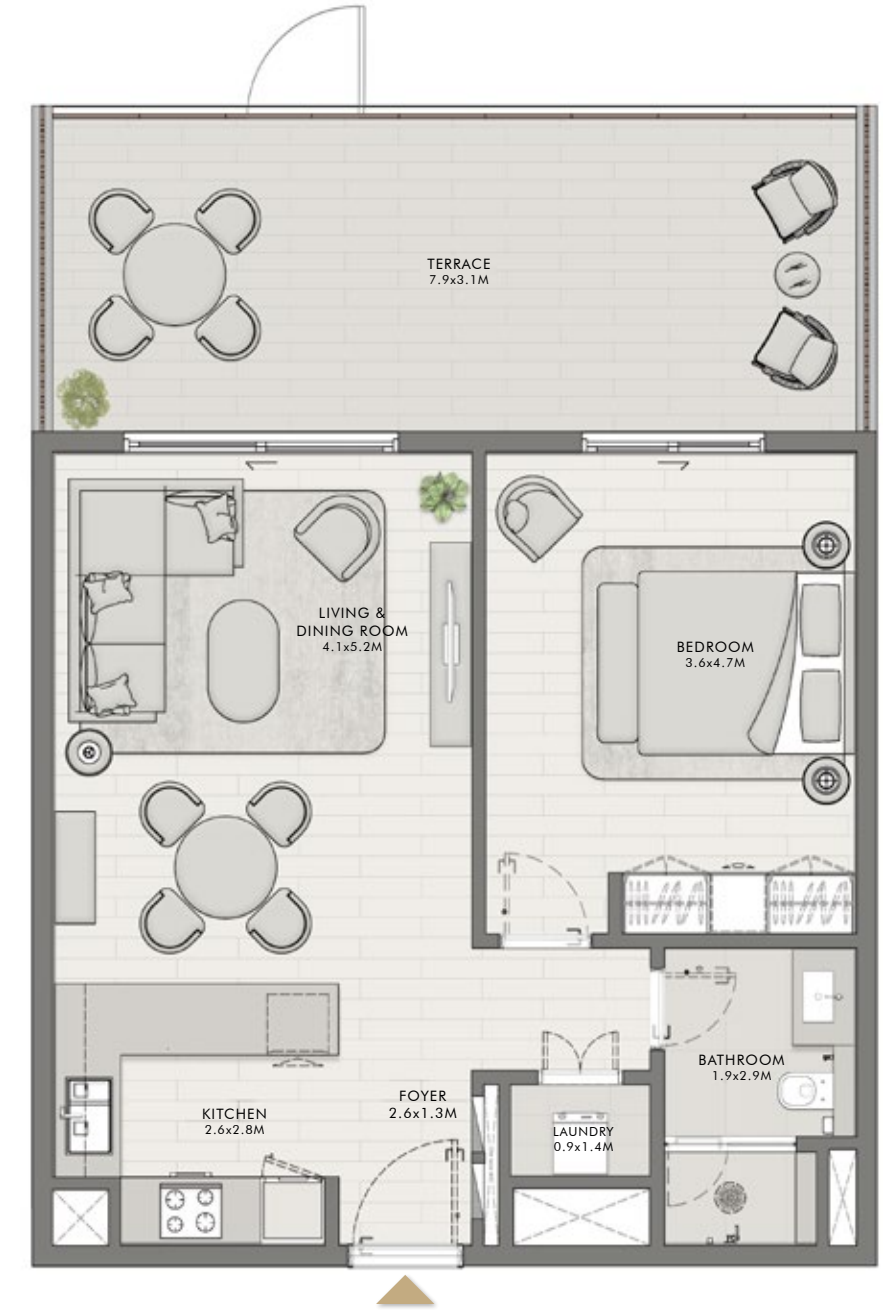 TERRACE
7.9x3.1M
LIVING &
DINING ROOM
4.1x5.2M
BEDROOM
3.6x4.7M
BATHROOM
1.9x2.9M
FOYER
2.6x1.3M
KITCHEN
2.6x2.8M
LAUNDRY
0.9x1.4M